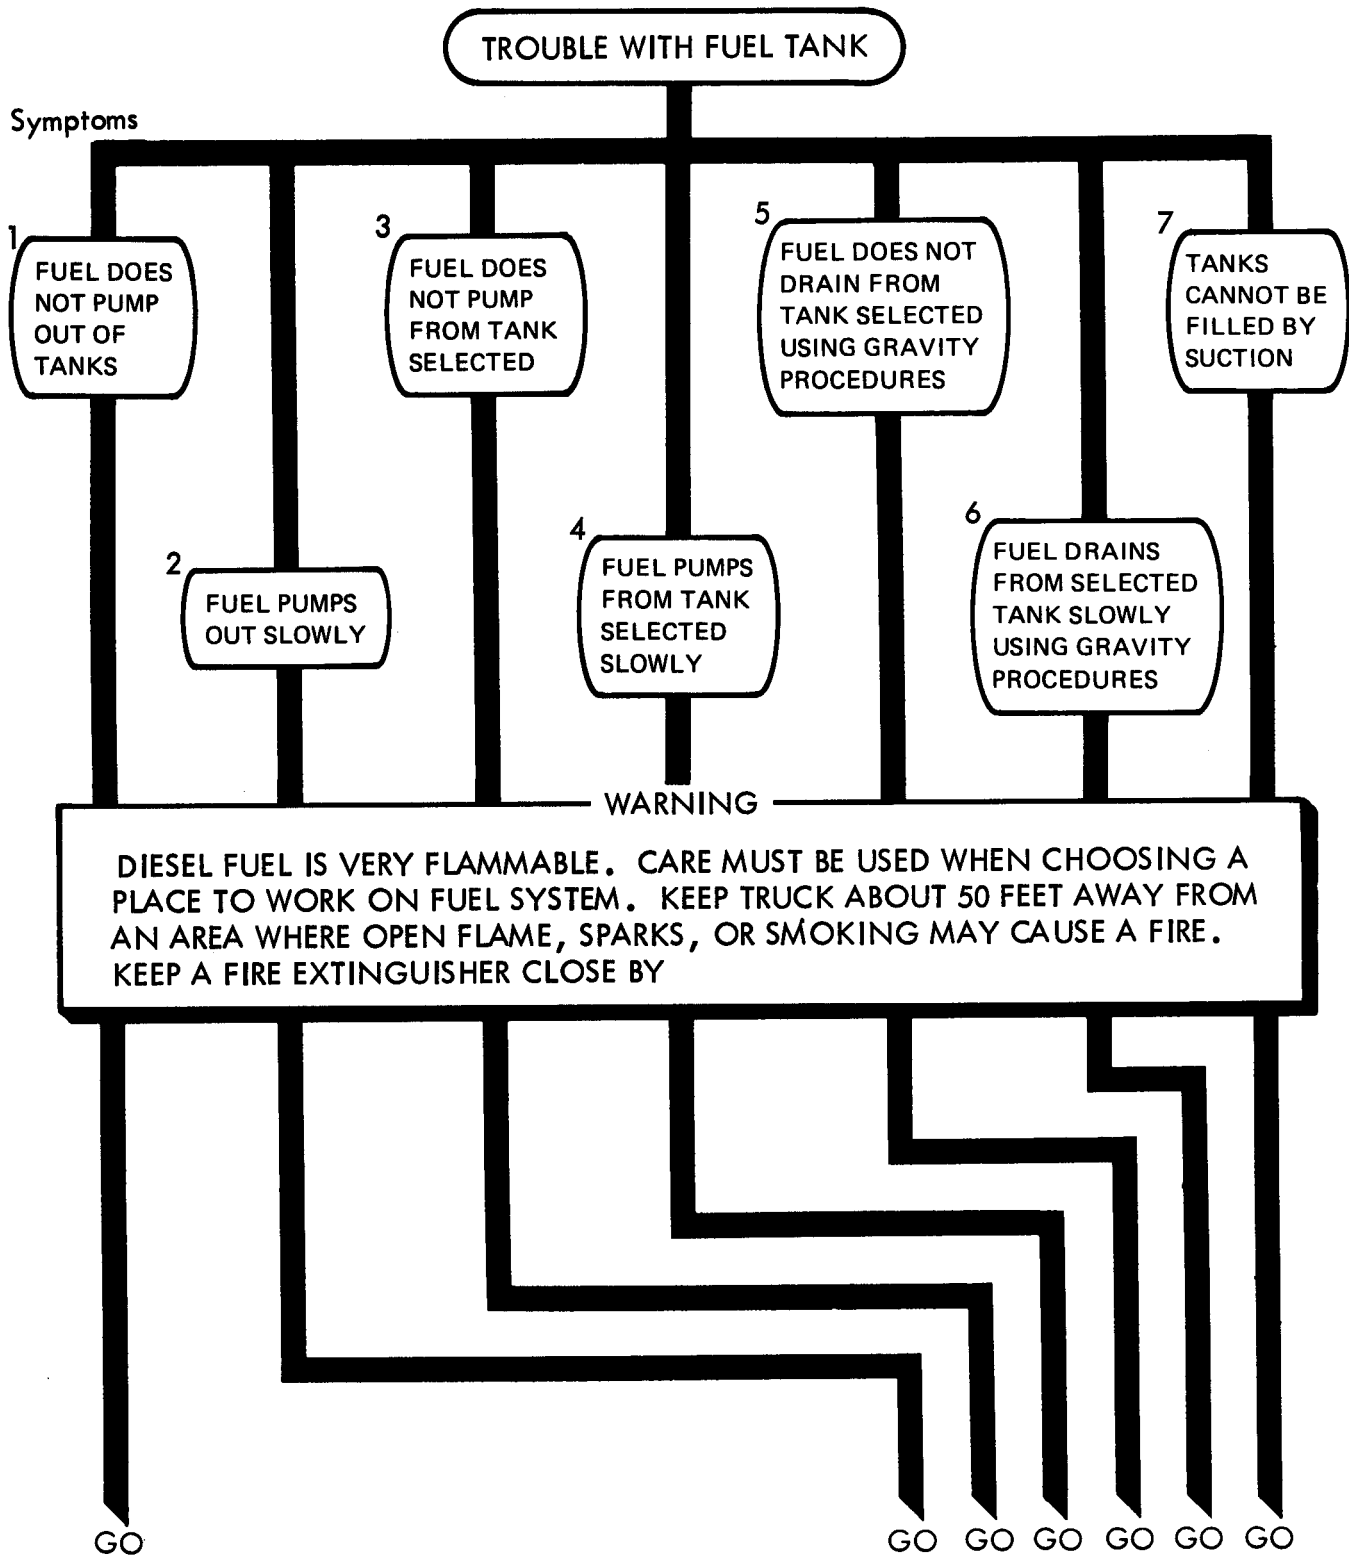 TROUBLE WITH FUEL TANK
Symptoms
1
FUEL DOES
NOT PUMP
OUT OF
TANKS
2
FUEL PUMPS
OUT SLOWLY
3
FUEL DOES
NOT PUMP
FROM TANK
SELECTED
4
FUEL PUMPS
FROM TANK
SELECTED
SLOWLY
5
FUEL DOES NOT
DRAIN FROM
TANK SELECTED
USING GRAVITY
PROCEDURES
6
FUEL DRAINS
FROM SELECTED
TANK SLOWLY
USING GRAVITY
PROCEDURES
7
TANKS
CANNOT BE
FILLED BY
SUCTION
WARNING
DIESEL FUEL IS VERY FLAMMABLE. CARE MUST BE USED WHEN CHOOSING A
PLACE TO WORK ON FUEL SYSTEM. KEEP TRUCK ABOUT 50 FEET AWAY FROM
AN AREA WHERE OPEN FLAME, SPARKS, OR SMOKING MAY CAUSE A FIRE.
KEEP A FIRE EXTINGUISHER CLOSE BY
GO GO GO GO GO GO GO